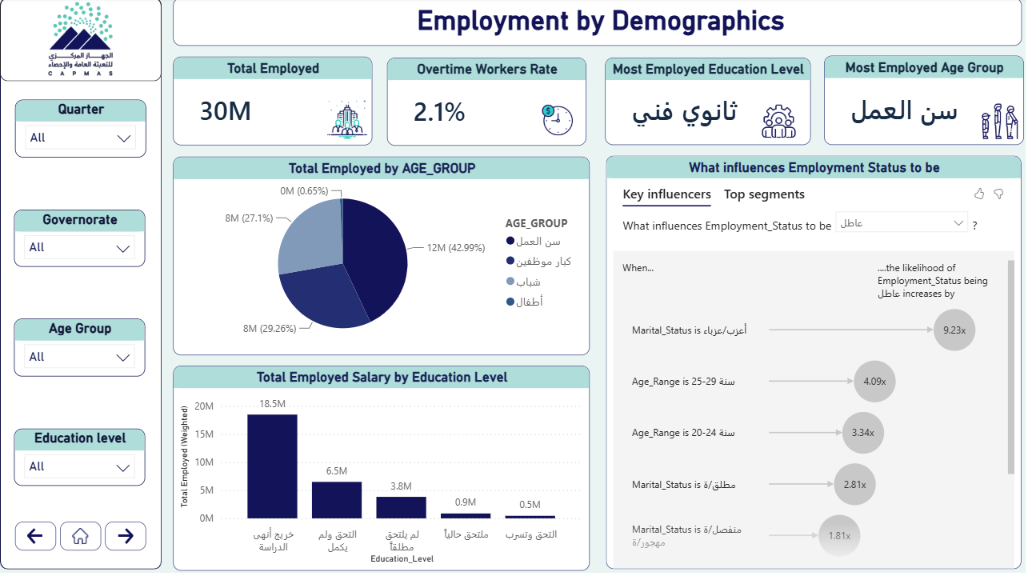 Employment by Demographics
الجهــاز المركــــزي
للتعبئة العامة والإحصاء
C A P M A S
Quarter
All
Governorate
All
Age Group
All
Education level
All
Total Employed
30M
Overtime Workers Rate
2.1%
$
Most Employed Education Level
ثانوي فني
Most Employed Age Group
سن العمل
Total Employed by AGE_GROUP
0M (0.65%)
8M (27.1%)
12M (42.99%)
8M (29.26%)
AGE_GROUP
سن العمل
كبار موظفين
شباب
أطفال
Total Employed Salary by Education Level
Total Employed (Weighted)
20M
15M
10M
5M
0M
18.5M
6.5M
3.8M
0.9M
0.5M
خريج أنهى
الدراسة
التحق ولم
يكمل
لم يلتحق
مطلقاً
ملتحق حالياً
التحق وتسرب
Education_Level
What influences Employment Status to be
Key influencers Top segments
What influences Employment_Status to be عاطل ?
When...
....the likelihood of
Employment_Status being
عاطل increases by
Marital_Status is أعزب/عزباء
9.23x
Age_Range is 25-29 سنة
4.09x
Age_Range is 20-24 سنة
3.34x
Marital_Status is مطلق/ة
2.81x
Marital_Status is منفصل/ة
مهجور/ة
1.81x